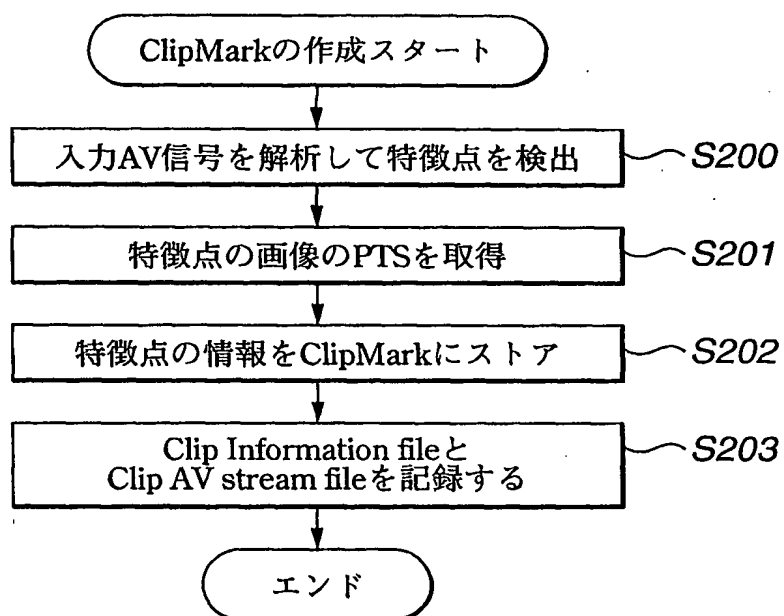 ClipMarkの作成スタート
入力AV信号を解析して特徴点を検出
S200
特徴点の画像のPTSを取得
S201
特徴点の情報をClipMarkにストア
S202
Clip Information fileと
Clip AV stream fileを記録する
S203
エンド